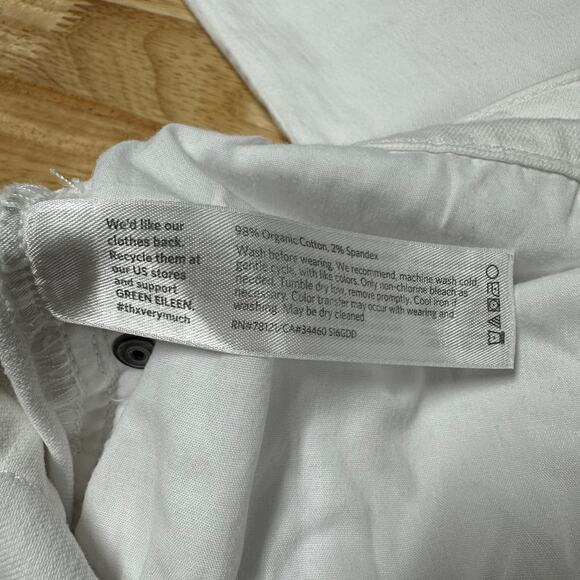 We'd like our
clothes back.
Recycle them at
our US stores
and support
GREEN EILEEN.
#thxverymuch
98% Organic Cotton, 2% Spandex
Wash before wearing. We recommend, machine wash cold,
gentle cycle, with like colors. Only non-chlorine bleach as
needed. Tumble dry low, remove promptly. Cool iron if
necessary. Color transfer may occur with wearing and
washing. May be dry cleaned.
RN#78121/CA#34460 S16GDD